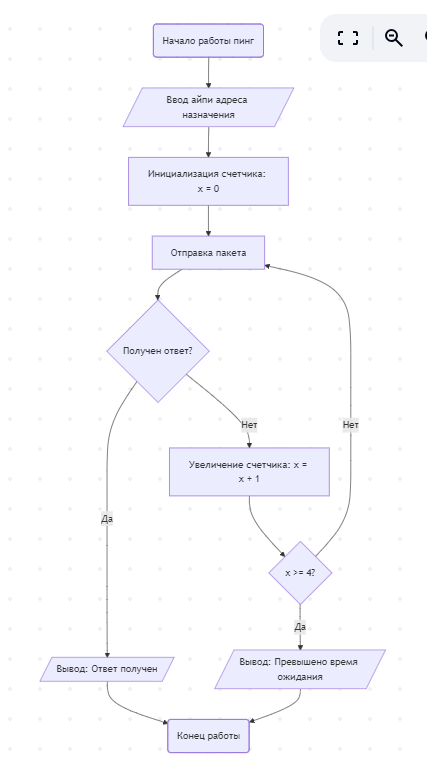 Начало работы пинг
Ввод айпи адреса
назначения
Инициализация счетчика:
x = 0
Отправка пакета
Получен ответ?
Нет
Нет
Увеличение счетчика: x =
x + 1
Да
x >= 4?
Да
Вывод: Ответ получен
Вывод: Превышено время
ожидания
Конец работы